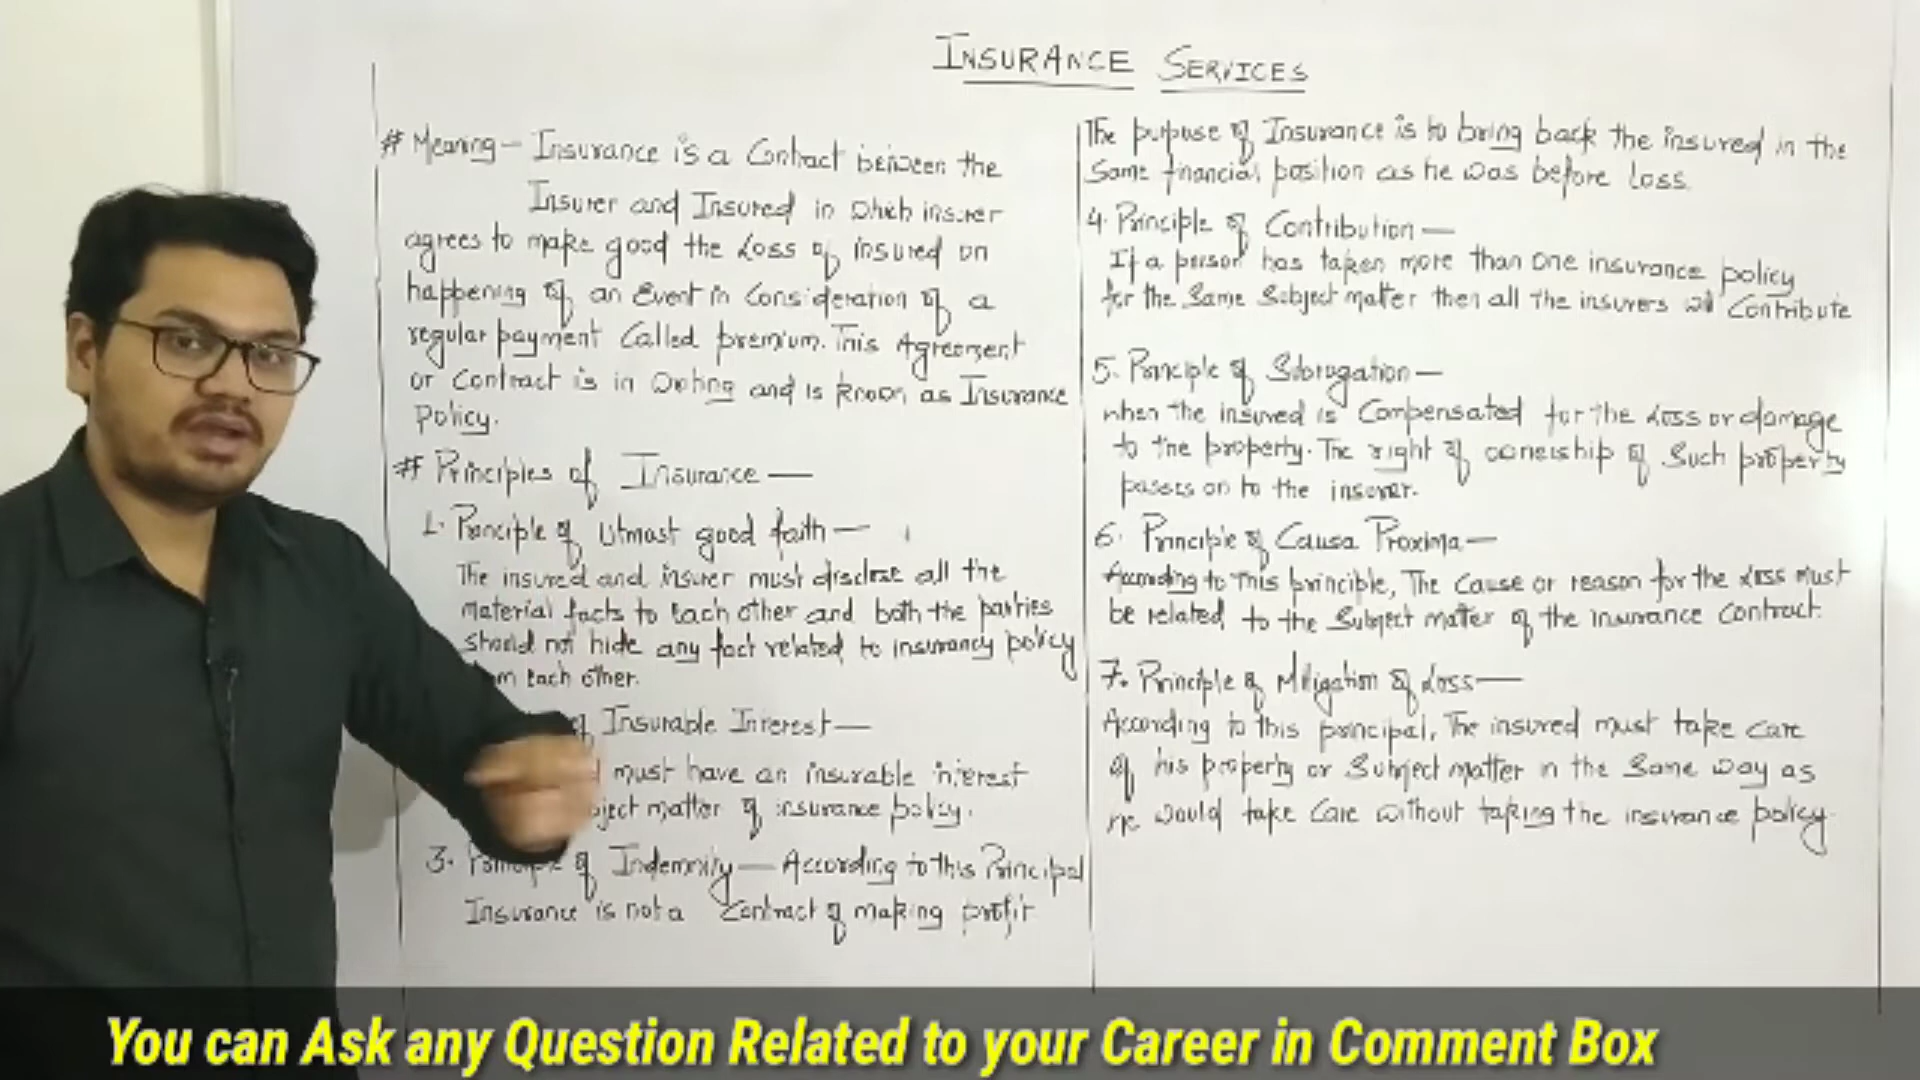 INSURANCE SERVICES
# Meaning - Insurance is a Contract between the
Insurer and Insured in which insurer
agrees to make good the Loss of insured on
happening of an Event in Consideration of a
regular payment Called premium. This Agreement
or Contract is in writing and is known as Insurance
Policy.
# Principles of Insurance —
1. Principle of Utmost good faith —
The insured and insurer must disclose all the
material facts to each other and both the parties
should not hide any fact related to insurancy policy
each other.
of Insurable Interest —
must have an insurable interest
matter of insurance policy.
3. Principle of Indemnity — According to this Principal
Insurance is not a Contract of making profit
The purpuse of Insurance is to bring back the insured in the
Same financial position as he was before Loss.
4. Principle of Contribution —
If a person has taken more than one insurance policy
for the Same Subject matter then all the insurers will Contribute
5. Principle of Subrogation —
when the insured is Compensated for the Loss or damage
to the property. The right of ownership of Such property
passes on to the insurer.
6. Principle of Causa Proxima —
According to this principle, The Cause or reason for the Loss must
be related to the Subject matter of the insurance Contract.
7. Principle of Mitigation of Loss —
According to this principal, The insured must take care
of his property or Subject matter in the Same way as
he would take Care without taking the insurance policy.
You can Ask any Question Related to your Career in Comment Box